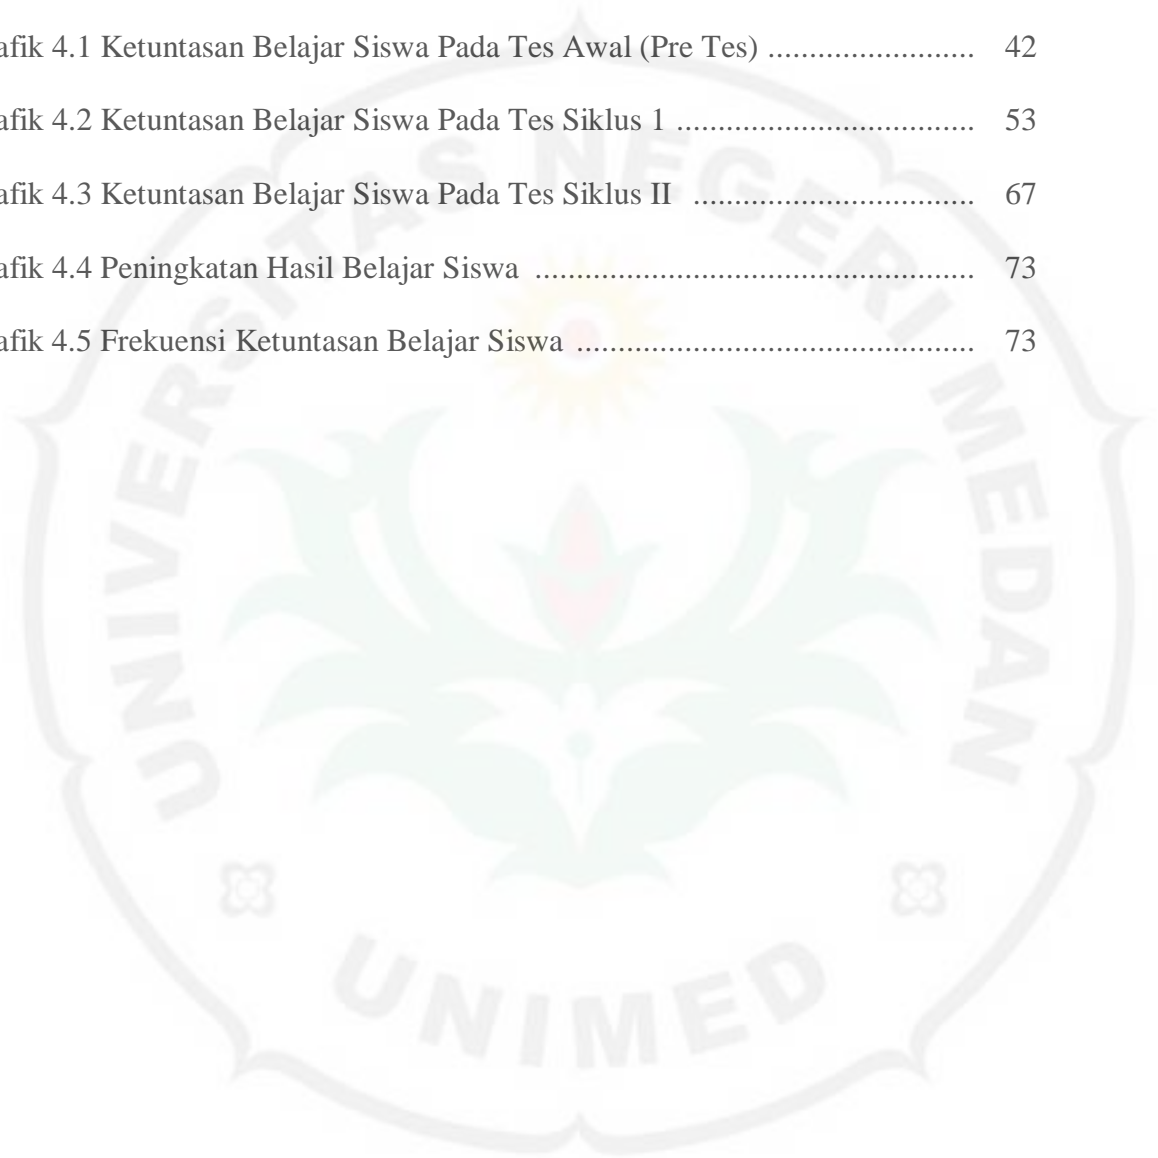 afik 4.1 Ketuntasan Belajar Siswa Pada Tes Awal (Pre Tes) ......................... 42
afik 4.2 Ketuntasan Belajar Siswa Pada Tes Siklus 1 .................................... 53
afik 4.3 Ketuntasan Belajar Siswa Pada Tes Siklus II .................................. 67
afik 4.4 Peningkatan Hasil Belajar Siswa ..................................................... 73
afik 4.5 Frekuensi Ketuntasan Belajar Siswa ................................................ 73
UNIVERSITAS NEGERI MEDAN
UNIMED